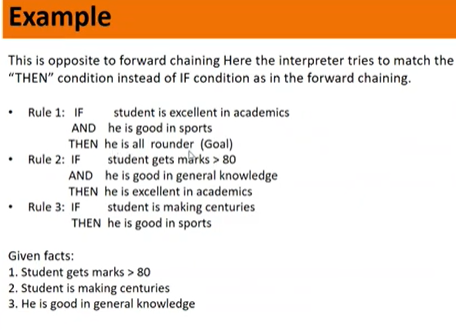 Example
This is opposite to forward chaining Here the interpreter tries to match the
“THEN” condition instead of IF condition as in the forward chaining.
• Rule 1: IF student is excellent in academics
AND he is good in sports
THEN he is all rounder (Goal)
• Rule 2: IF student gets marks > 80
AND he is good in general knowledge
THEN he is excellent in academics
• Rule 3: IF student is making centuries
THEN he is good in sports
Given facts:
1. Student gets marks > 80
2. Student is making centuries
3. He is good in general knowledge